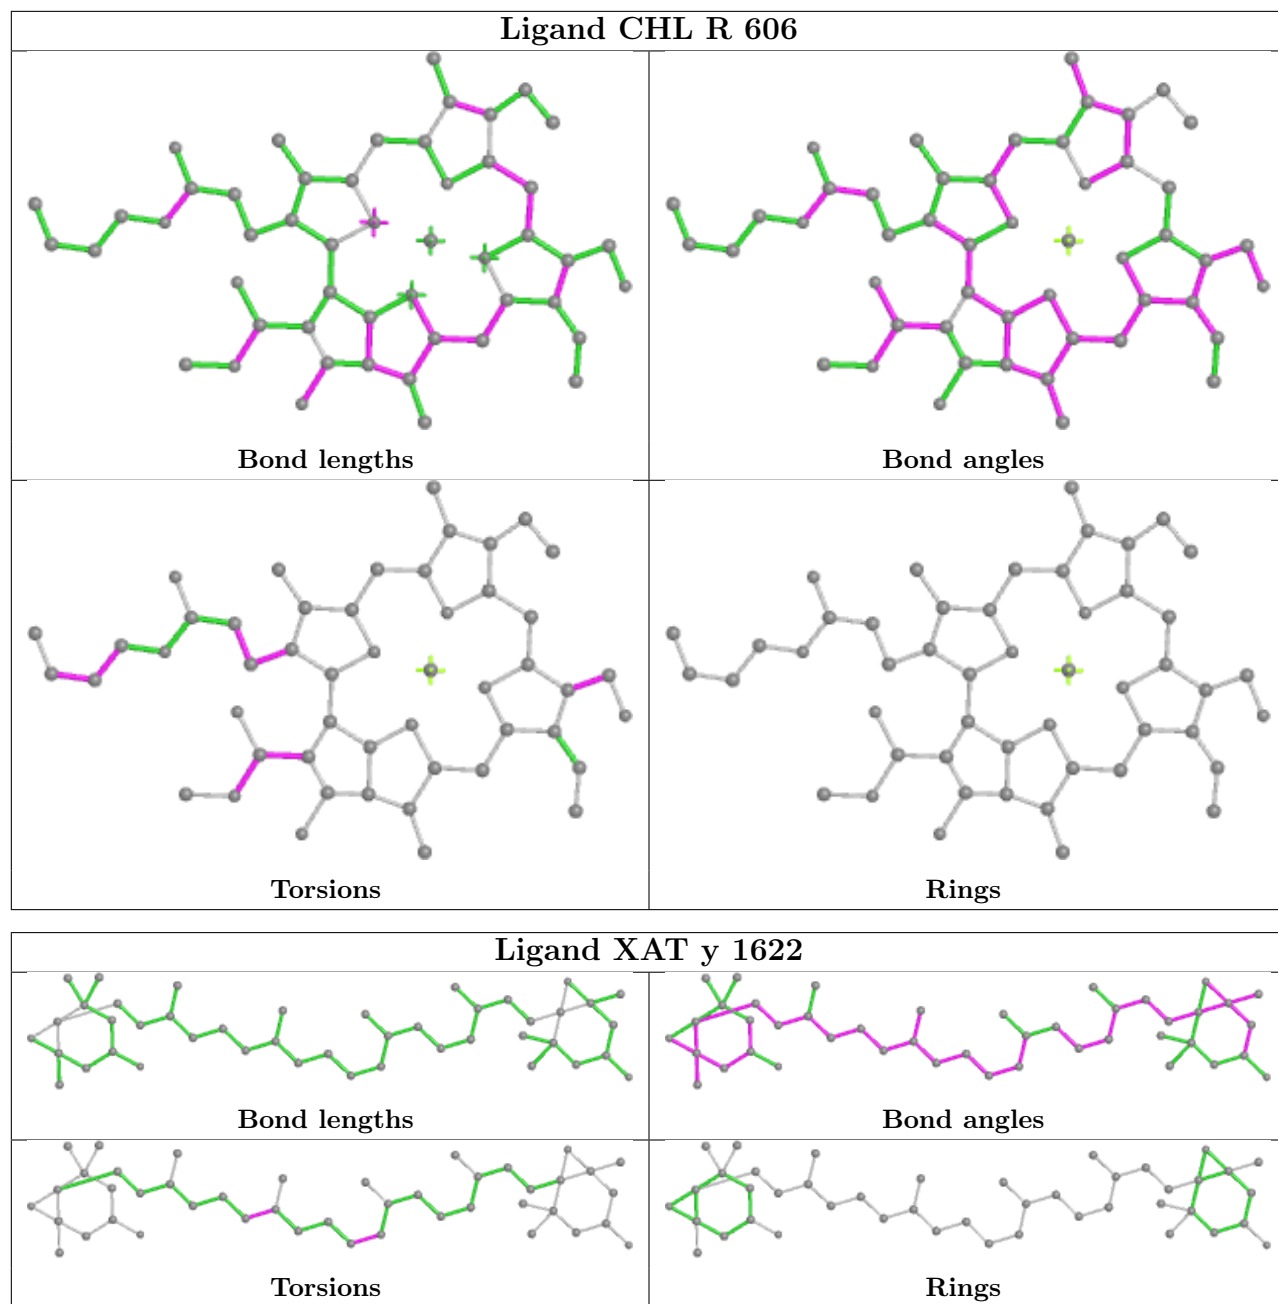 Ligand CHL R 606
Bond lengths
Bond angles
Torsions
Rings
Ligand XAT y 1622
Bond lengths
Bond angles
Torsions
Rings